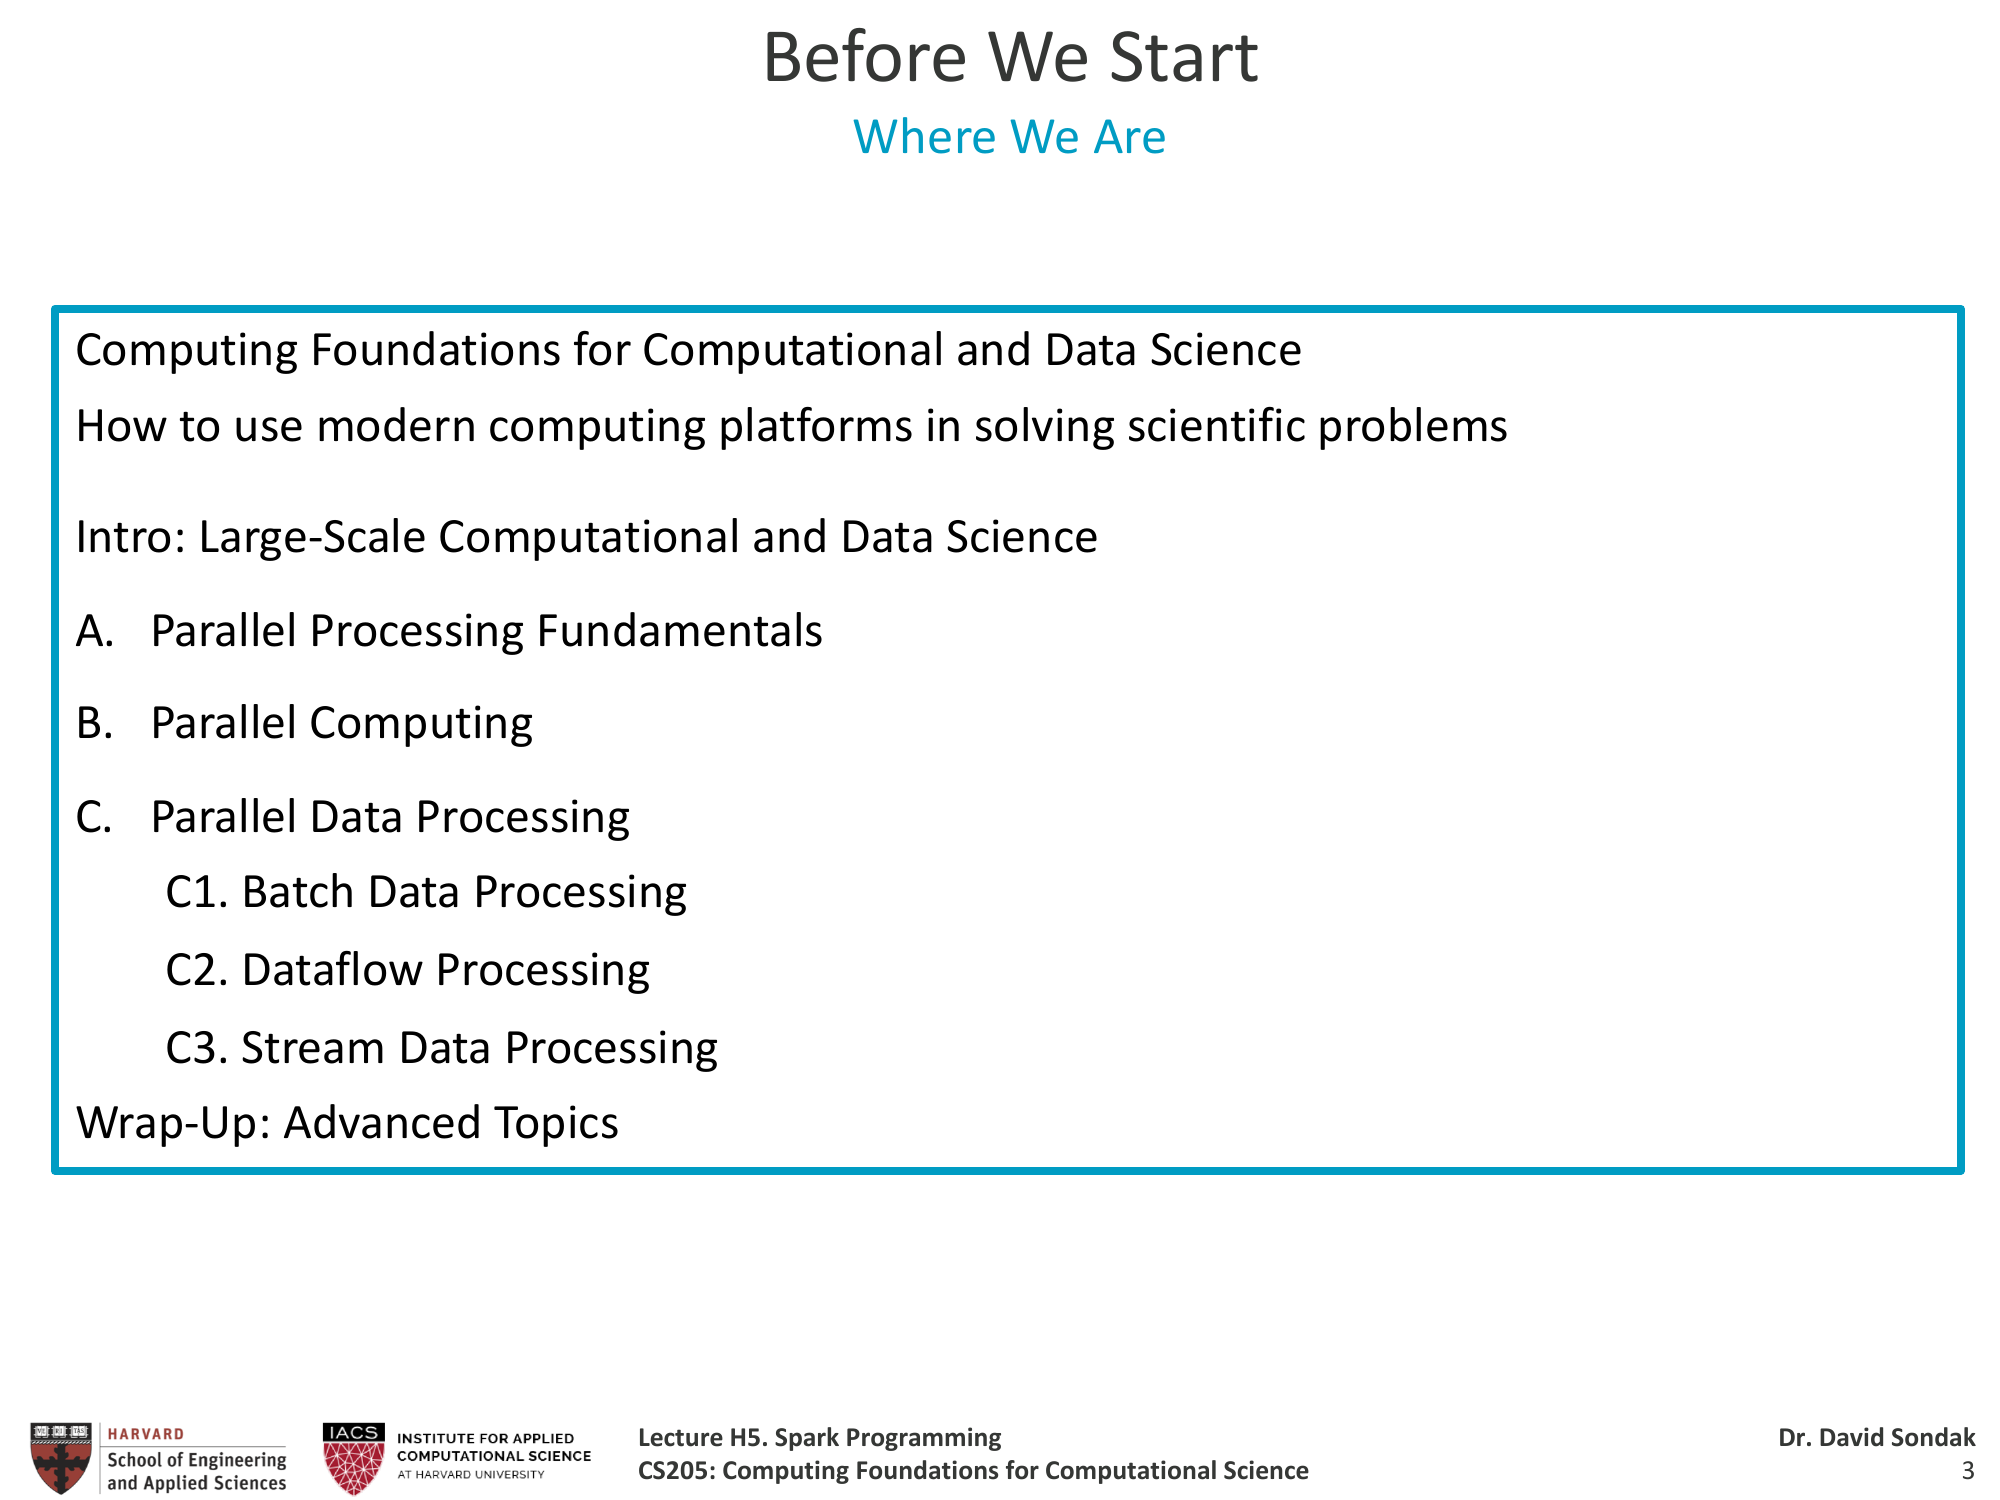 Before We Start
Where We Are
Computing Foundations for Computational and Data Science
How to use modern computing platforms in solving scientific problems
Intro: Large-Scale Computational and Data Science
A. Parallel Processing Fundamentals
B. Parallel Computing
C. Parallel Data Processing
C1. Batch Data Processing
C2. Dataflow Processing
C3. Stream Data Processing
Wrap-Up: Advanced Topics
HARVARD
School of Engineering
and Applied Sciences
IACS
INSTITUTE FOR APPLIED
COMPUTATIONAL SCIENCE
AT HARVARD UNIVERSITY
Lecture H5. Spark Programming
CS205: Computing Foundations for Computational Science
Dr. David Sondak
3